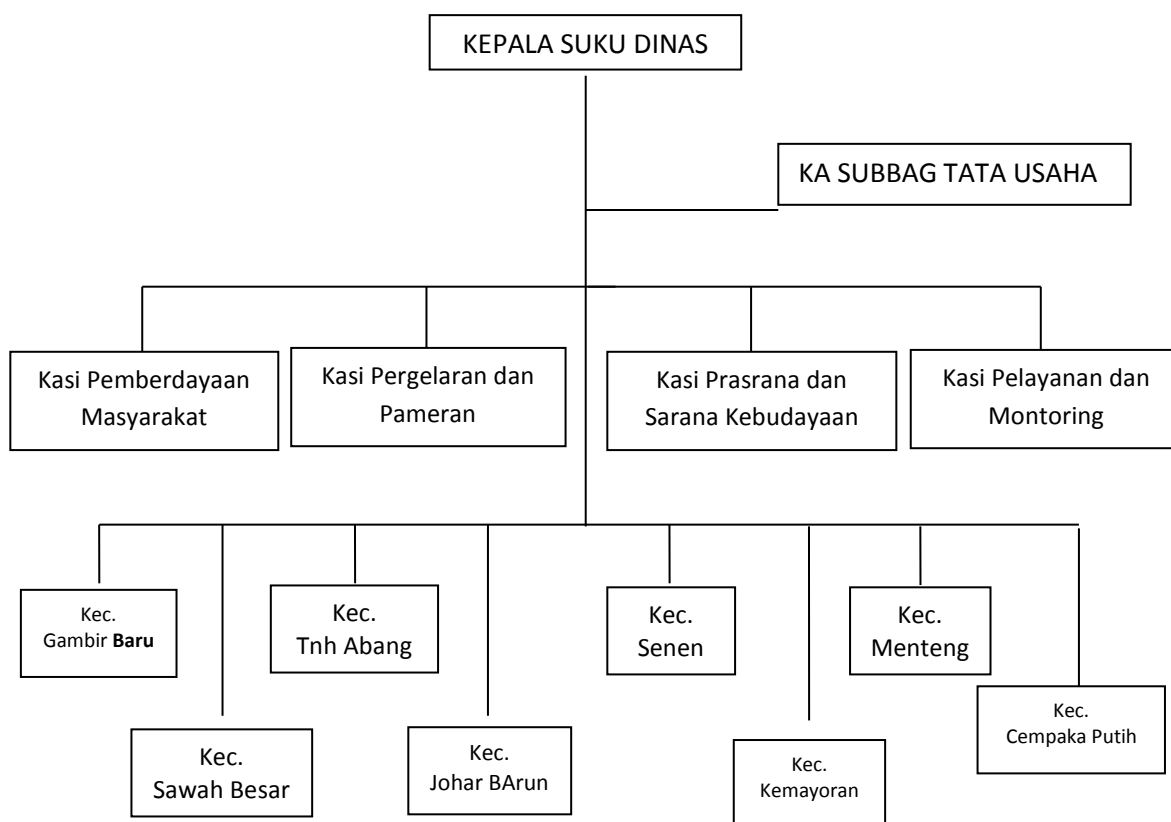 KEPALA SUKU DINAS
KA SUBBAG TATA USAHA
Kasi Pemberdayaan
Masyarakat
Kasi Pergelaran dan
Pameran
Kasi Prasrana dan
Sarana Kebudayaan
Kasi Pelayanan dan
Montoring
Kec.
Gambir Baru
Kec.
Tnh Abang
Kec.
Senen
Kec.
Menteng
Kec.
Sawah Besar
Kec.
Johar BArun
Kec.
Kemayoran
Kec.
Cempaka Putih